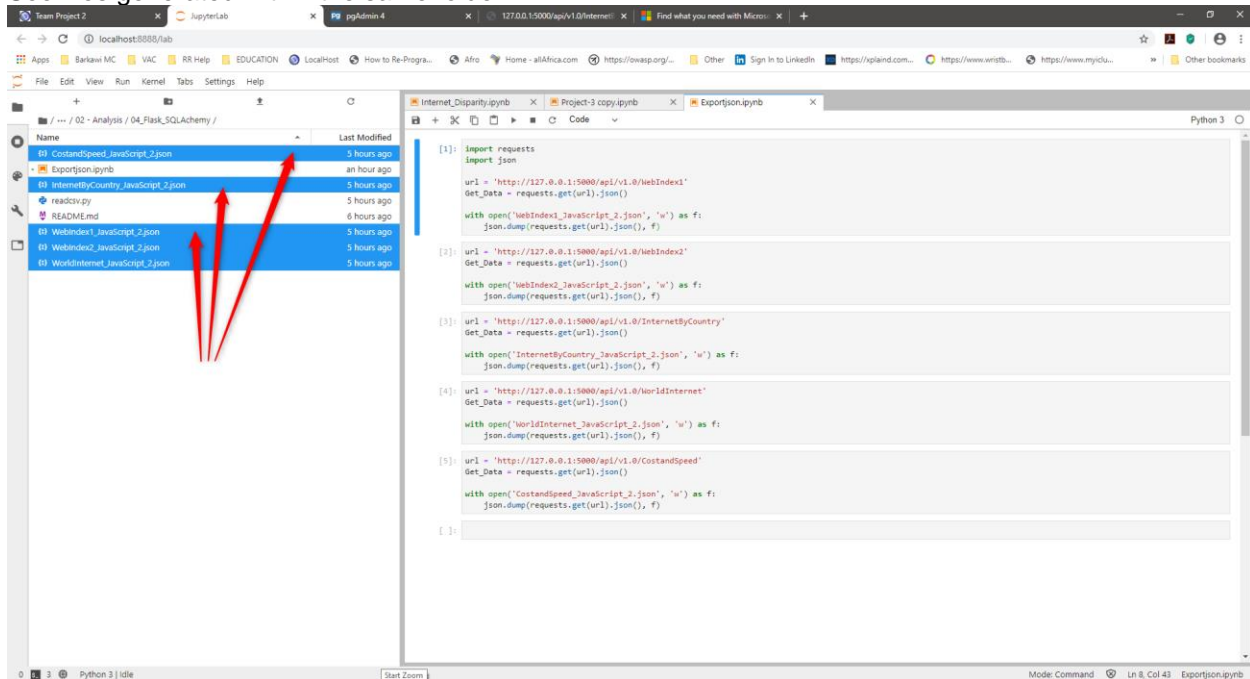 Team Project 2
JupyterLab
pgAdmin 4
127.0.0.1:5000/api/v1.0/Interneti
Find what you need with Micros
localhost:8888/lab
Apps Barkawi MC VAC RR Help EDUCATION LocalHost How to Re-Progra... Afro Home - allAfrica.com https://owasp.org/... Other Sign In to LinkedIn https://xplaind.com... https://www.wristb... https://www.myiclu... » Other bookmarks
File Edit View Run Kernel Tabs Settings Help
/ ··· / 02 - Analysis / 04_Flask_SQLAchemy /
Name Last Modified
CostandSpeed_JavaScript_2.json 5 hours ago
Exportjson.ipynb an hour ago
InternetByCountry_JavaScript_2.json 5 hours ago
readcsv.py 5 hours ago
README.md 6 hours ago
WebIndex1_JavaScript_2.json 5 hours ago
WebIndex2_JavaScript_2.json 5 hours ago
WorldInternet_JavaScript_2.json 5 hours ago
Internet_Disparity.ipynb
Project-3 copy.ipynb
Exportjson.ipynb
Code
Python 3
[1]: import requests
import json
url = 'http://127.0.0.1:5000/api/v1.0/WebIndex1'
Get_Data = requests.get(url).json()
with open('WebIndex1_JavaScript_2.json', 'w') as f:
json.dump(requests.get(url).json(), f)
[2]: url = 'http://127.0.0.1:5000/api/v1.0/WebIndex2'
Get_Data = requests.get(url).json()
with open('WebIndex2_JavaScript_2.json', 'w') as f:
json.dump(requests.get(url).json(), f)
[3]: url = 'http://127.0.0.1:5000/api/v1.0/InternetByCountry'
Get_Data = requests.get(url).json()
with open('InternetByCountry_JavaScript_2.json', 'w') as f:
json.dump(requests.get(url).json(), f)
[4]: url = 'http://127.0.0.1:5000/api/v1.0/WorldInternet'
Get_Data = requests.get(url).json()
with open('WorldInternet_JavaScript_2.json', 'w') as f:
json.dump(requests.get(url).json(), f)
[5]: url = 'http://127.0.0.1:5000/api/v1.0/CostandSpeed'
Get_Data = requests.get(url).json()
with open('CostandSpeed_JavaScript_2.json', 'w') as f:
json.dump(requests.get(url).json(), f)
[ ]:
0 3 Python 3 | Idle
Start Zoom
Mode: Command Ln 8, Col 43 Exportjson.ipynb